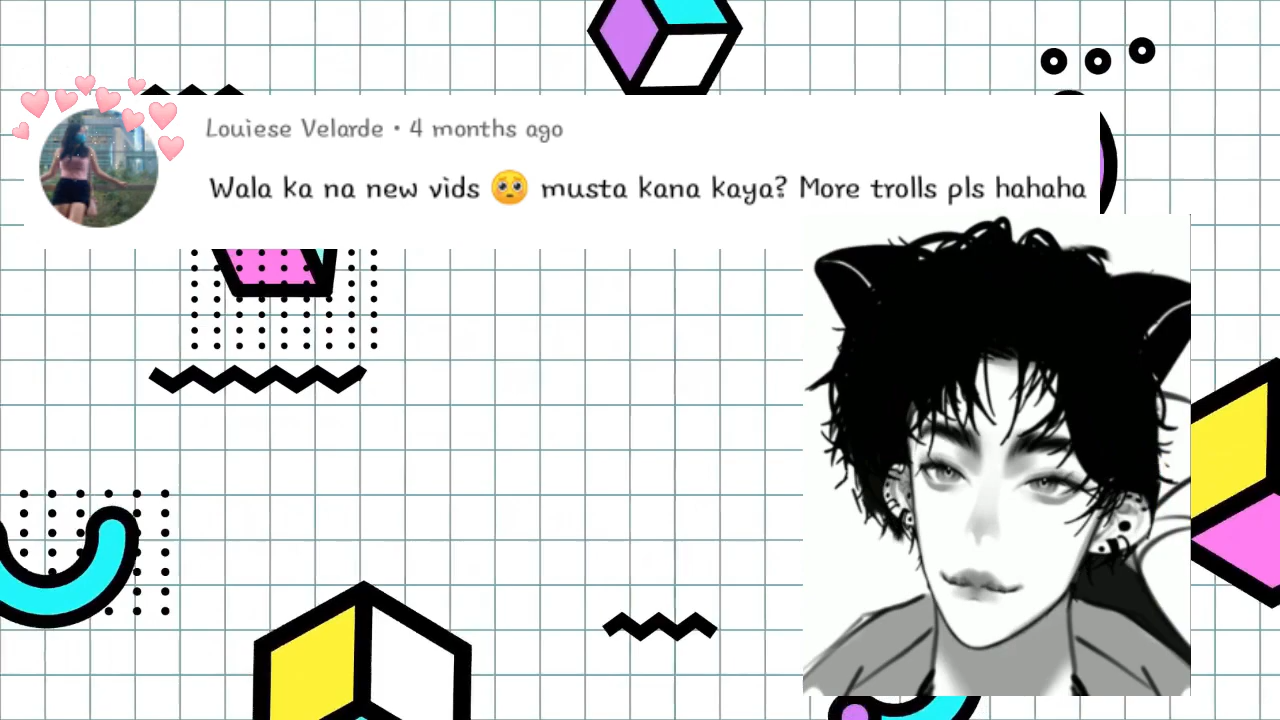 Louiese Velarde • 4 months ago
Wala ka na new vids 🥺 musta kana kaya? More trolls pls hahaha